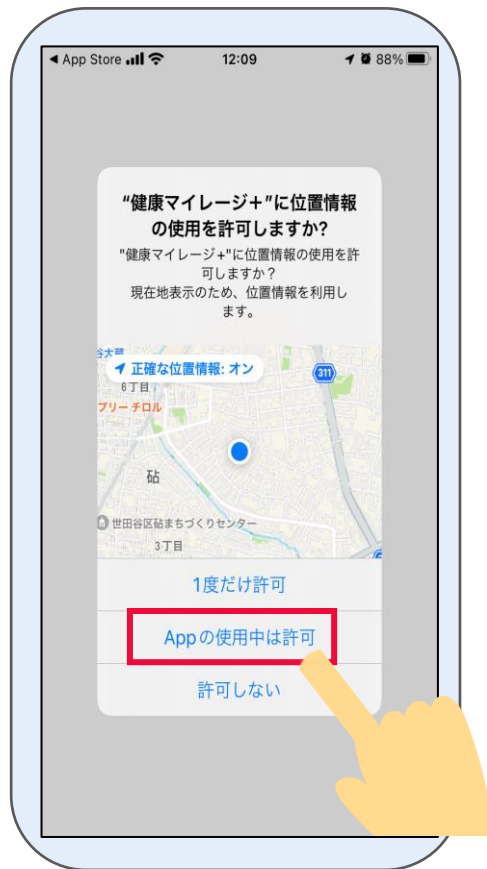 ◀ App Store 12:09 88%
“健康マイレージ＋”に位置情報
の使用を許可しますか?
"健康マイレージ+"に位置情報の使用を許
可しますか？
現在地表示のため、位置情報を利用し
ます。
正確な位置情報: オン
311
6丁目
砧
世田谷区砧まちづくりセンター
3丁目
1度だけ許可
Appの使用中は許可
許可しない